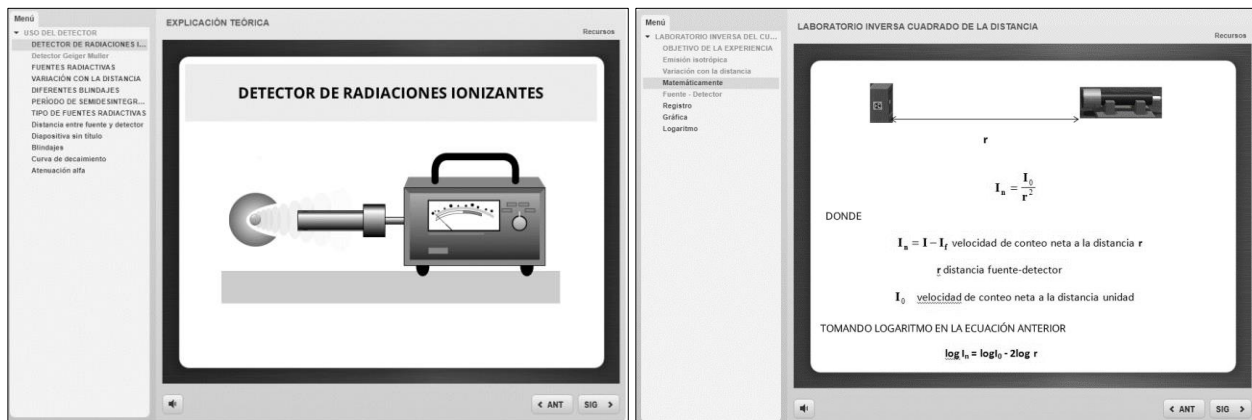 Menú
USO DEL DETECTOR
DETECTOR DE RADIACIONES I...
Detector Geiger Muller
FUENTES RADIACTIVAS
VARIACIÓN CON LA DISTANCIA
DIFERENTES BLINDAJES
PERÍODO DE SEMIDESINTEGR...
TIPO DE FUENTES RADIACTIVAS
Distancia entre fuente y detector
Diapositiva sin título
Blindajes
Curva de decaimiento
Atenuación alfa
EXPLICACIÓN TEÓRICA
Recursos
DETECTOR DE RADIACIONES IONIZANTES
< ANT
SIG >
Menú
LABORATORIO INVERSA DEL CU...
OBJETIVO DE LA EXPERIENCIA
Emisión isotrópica
Variación con la distancia
Matemáticamente
Fuente - Detector
Registro
Gráfica
Logaritmo
LABORATORIO INVERSA CUADRADO DE LA DISTANCIA
Recursos
r
Iₙ = I₀ / r²
DONDE
Iₙ = I − I_f velocidad de conteo neta a la distancia r
r distancia fuente-detector
I₀ velocidad de conteo neta a la distancia unidad
TOMANDO LOGARITMO EN LA ECUACIÓN ANTERIOR
log Iₙ = logI₀ - 2log r
< ANT
SIG >